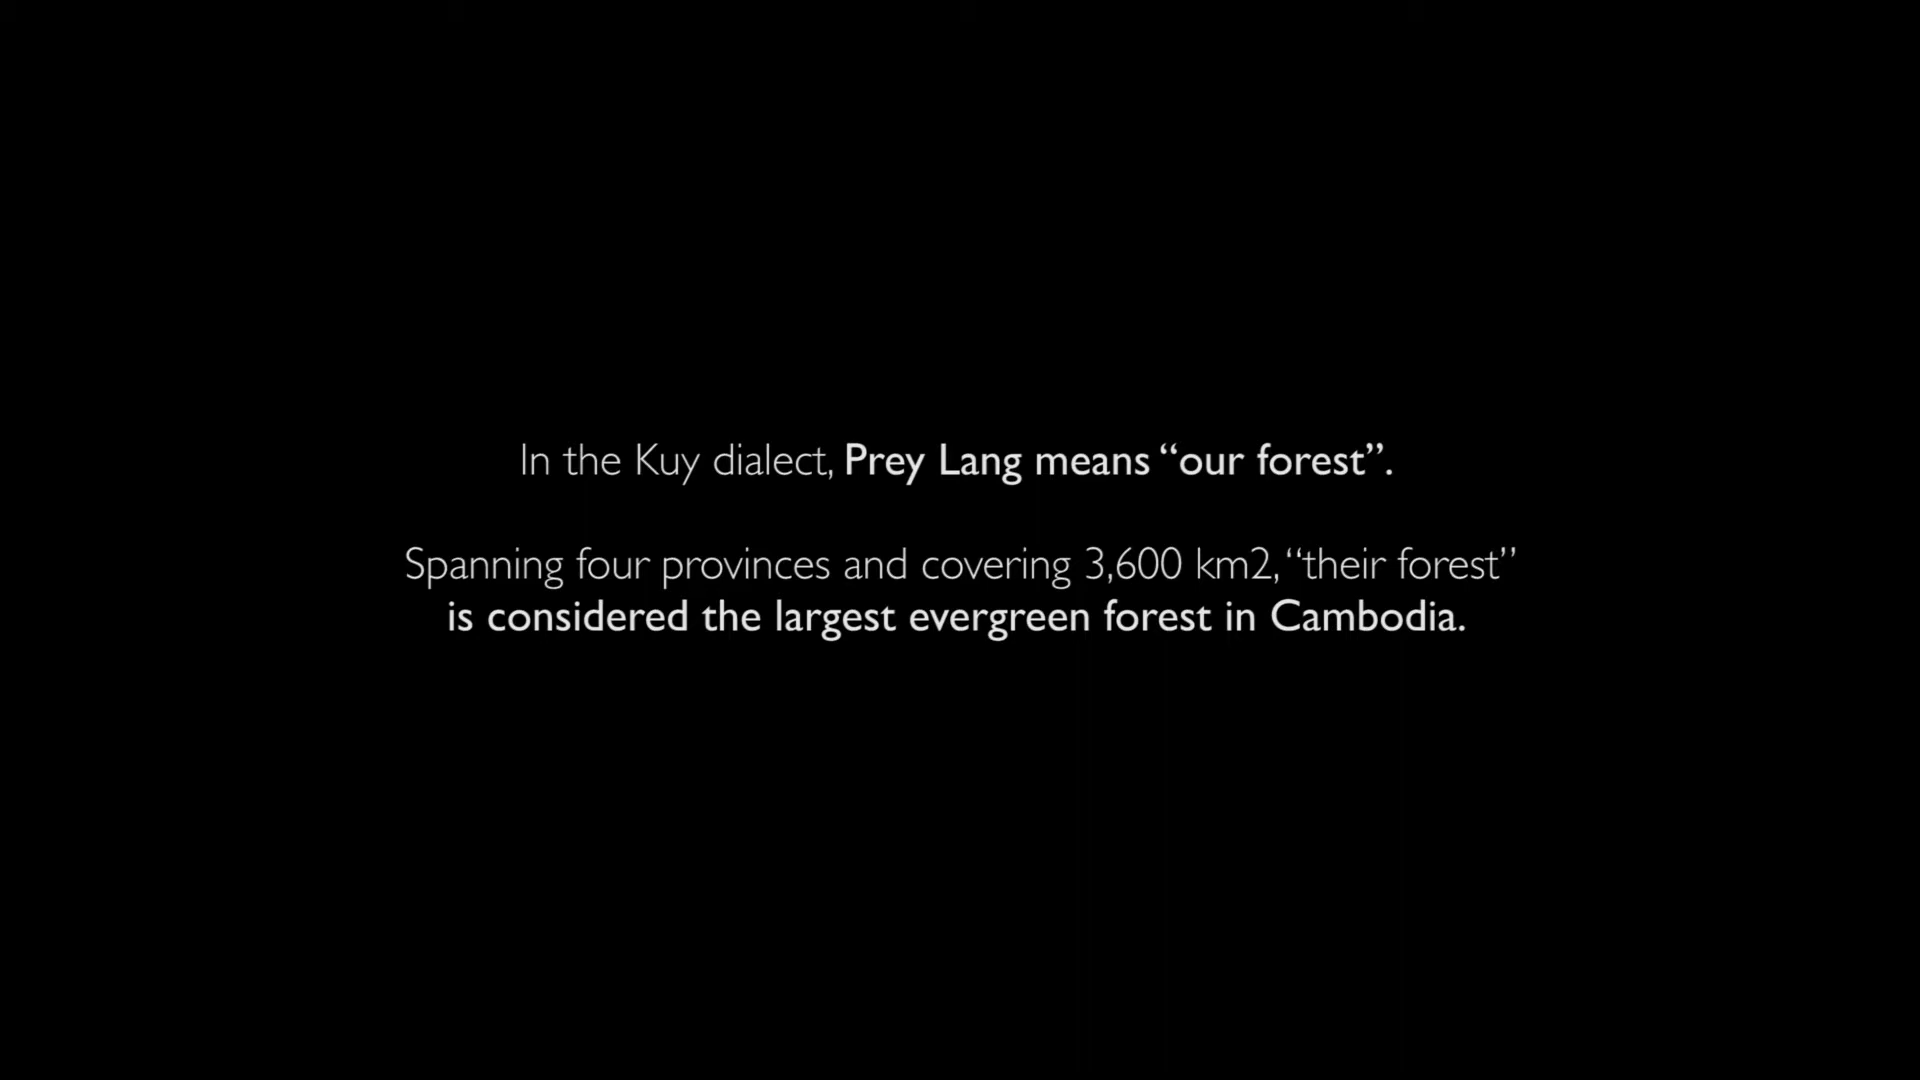 In the Kuy dialect, Prey Lang means “our forest”.
Spanning four provinces and covering 3,600 km2, “their forest”
is considered the largest evergreen forest in Cambodia.